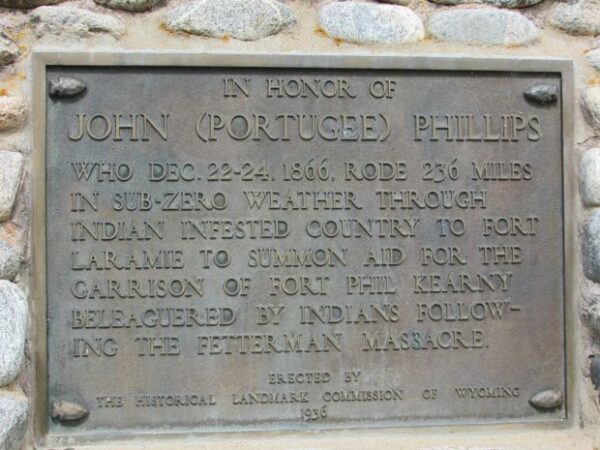 IN HONOR OF
JOHN (PORTUGEE) PHILLIPS
WHO DEC. 22-24, 1866, RODE 236 MILES
IN SUB-ZERO WEATHER THROUGH
INDIAN INFESTED COUNTRY TO FORT
LARAMIE TO SUMMON AID FOR THE
GARRISON OF FORT PHIL KEARNY
BELEAGUERED BY INDIANS FOLLOW-
ING THE FETTERMAN MASSACRE.
ERECTED BY
THE HISTORICAL LANDMARK COMMISSION OF WYOMING
1936